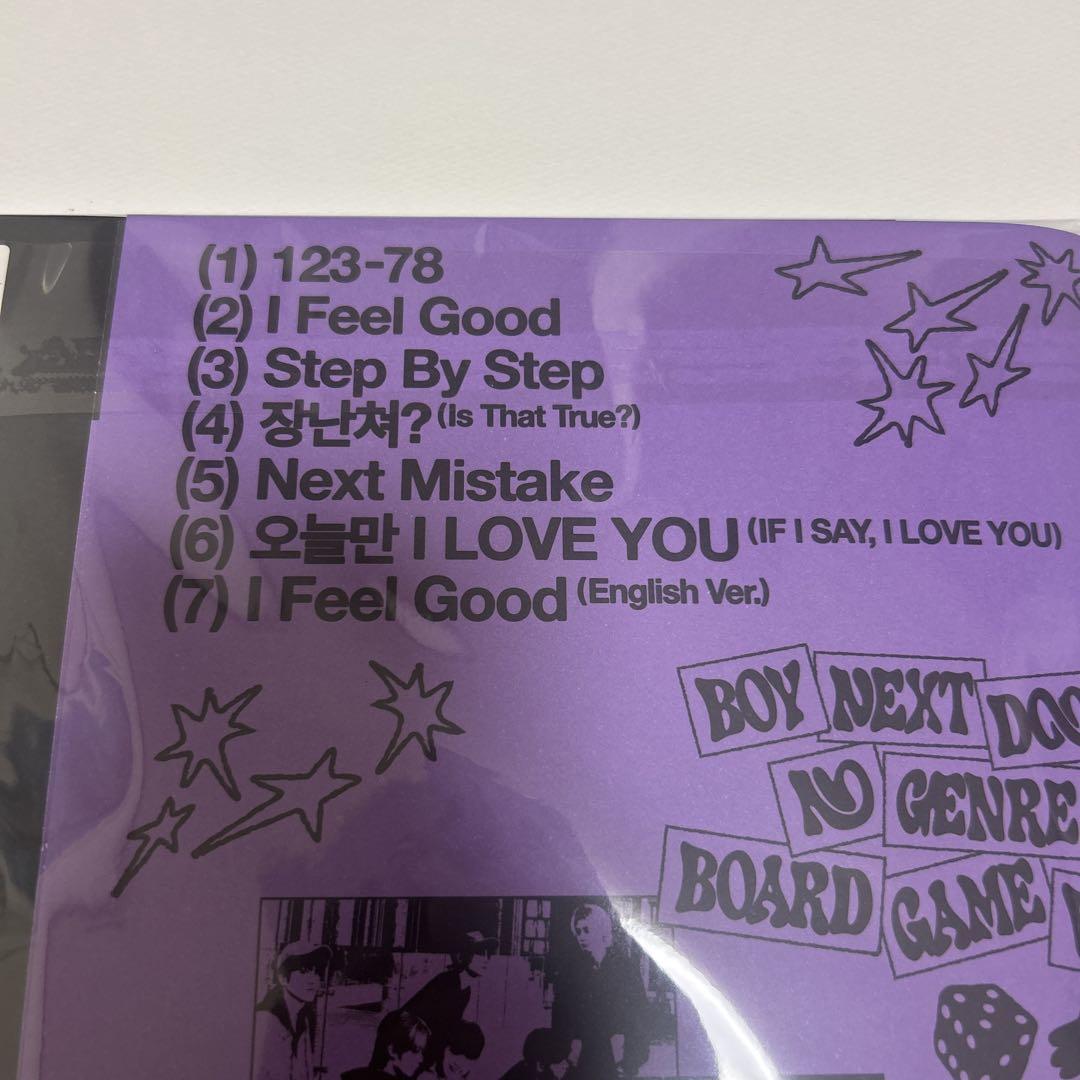 (1) 123-78
(2) I Feel Good
(3) Step By Step
(4) 장난쳐? (Is That True?)
(5) Next Mistake
(6) 오늘만 I LOVE YOU (IF I SAY, I LOVE YOU)
(7) I Feel Good (English Ver.)
BOY NEXT
NO GENRE
BOARD GAME